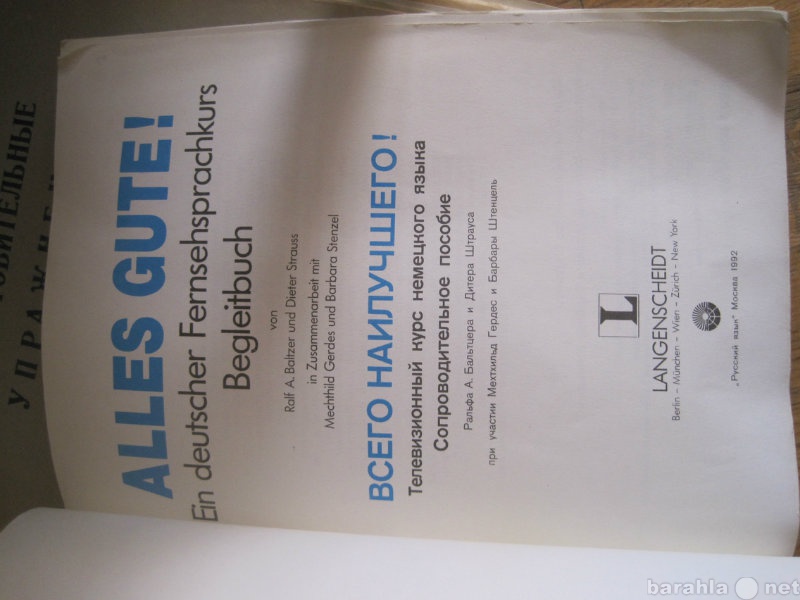 ALLES GUTE!
Ein deutscher Fernsehsprachkurs
Begleitbuch
von
Ralf A. Baltzer und Dieter Strauss
in Zusammenarbeit mit
Mechthild Gerdes und Barbara Stenzel
ВСЕГО НАИЛУЧШЕГО!
Телевизионный курс немецкого языка
Сопроводительное пособие
Ральфа А. Бальтцера и Дитера Штрауса
при участии Мехтхильд Гердес и Барбары Штенцель
L
LANGENSCHEIDT
Berlin – München – Wien – Zürich – New York
„Русский язык" Москва 1992
barahla.net